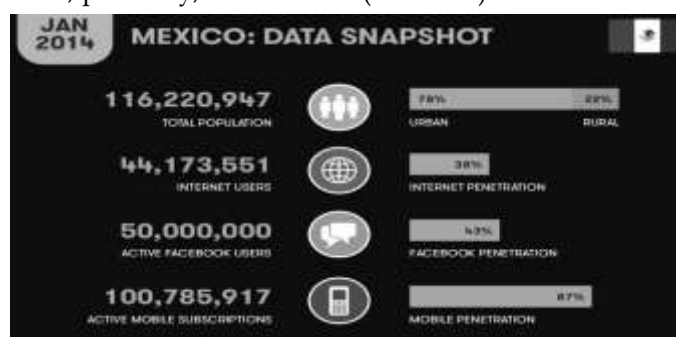 JAN
2014
MEXICO: DATA SNAPSHOT
116,220,947
TOTAL POPULATION
78% 22%
URBAN RURAL
44,173,551
INTERNET USERS
38%
INTERNET PENETRATION
50,000,000
ACTIVE FACEBOOK USERS
43%
FACEBOOK PENETRATION
100,785,917
ACTIVE MOBILE SUBSCRIPTIONS
87%
MOBILE PENETRATION